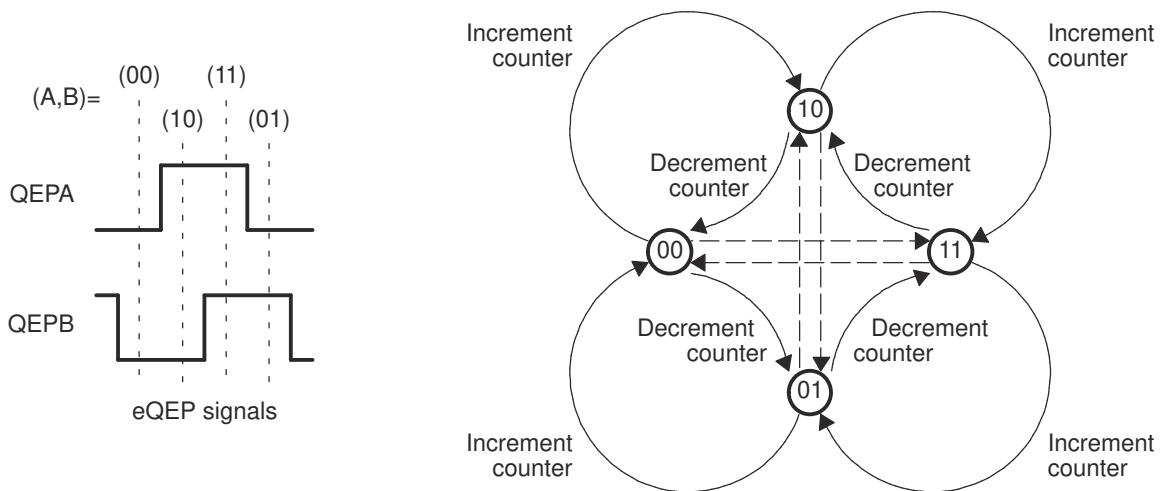 (A,B)=
(00)
(11)
(10)
(01)
QEPA
QEPB
eQEP signals
Increment
counter
Increment
counter
10
Decrement
counter
Decrement
counter
00
11
Decrement
counter
Decrement
counter
01
Increment
counter
Increment
counter